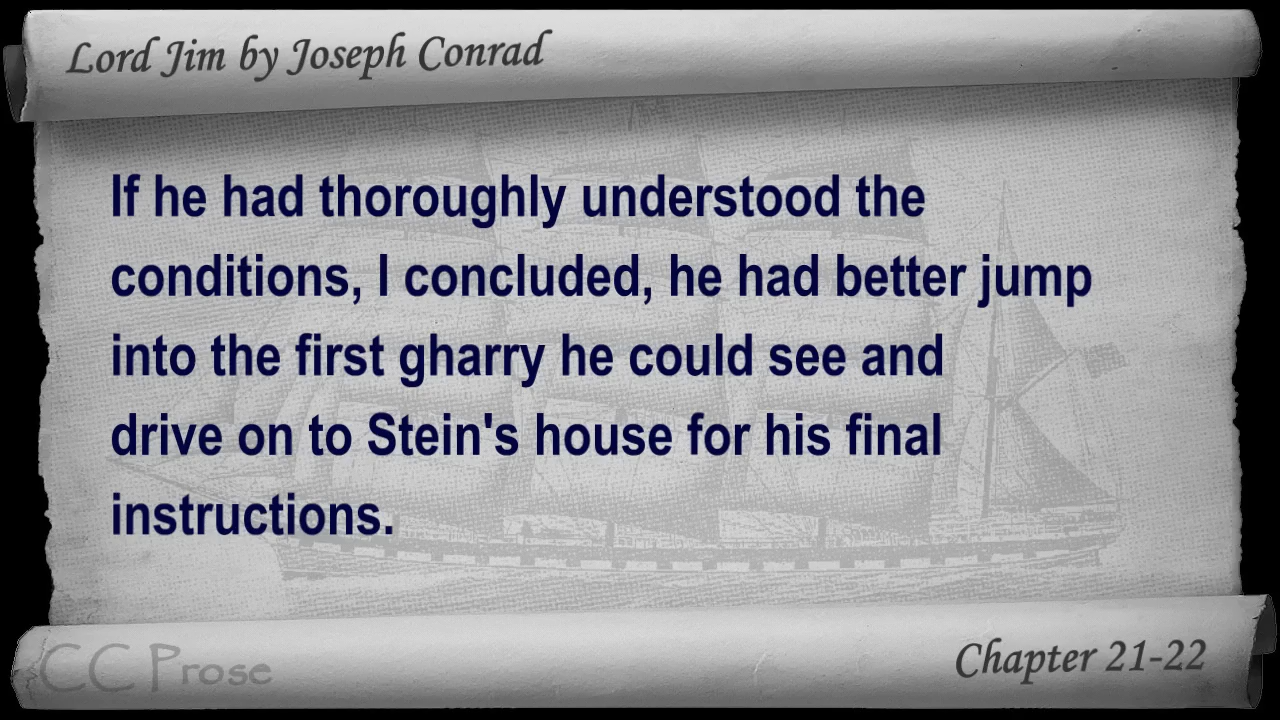 Lord Jim by Joseph Conrad
If he had thoroughly understood the
conditions, I concluded, he had better jump
into the first gharry he could see and
drive on to Stein's house for his final
instructions.
CC Prose
Chapter 21-22